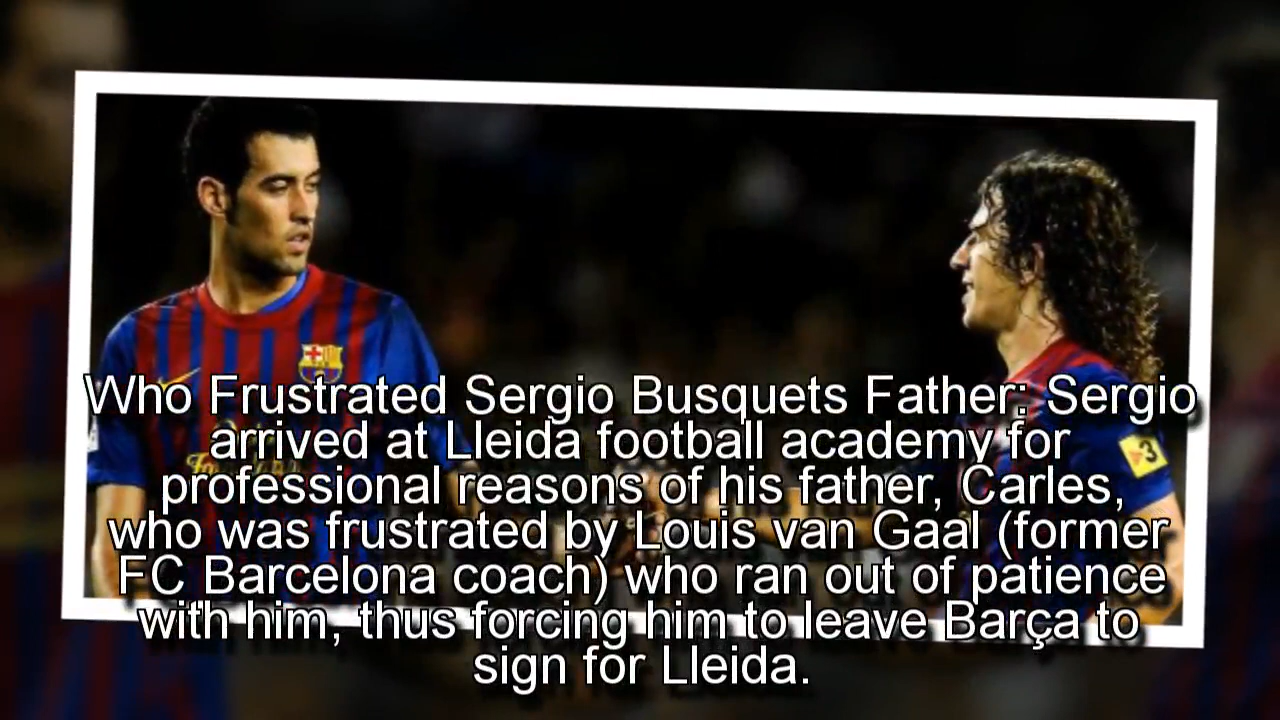 Who Frustrated Sergio Busquets Father: Sergio
arrived at Lleida football academy for
professional reasons of his father, Carles,
who was frustrated by Louis van Gaal (former
FC Barcelona coach) who ran out of patience
with him, thus forcing him to leave Barça to
sign for Lleida.
3